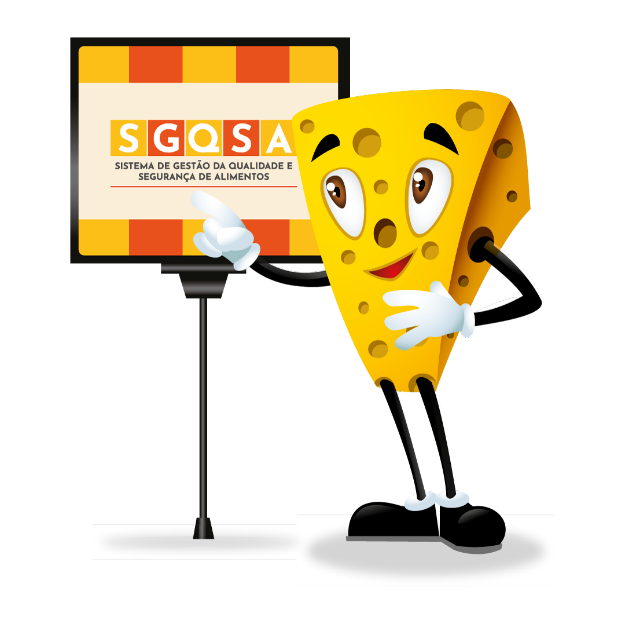 SGQSA
SISTEMA DE GESTÃO DA QUALIDADE E
SEGURANÇA DE ALIMENTOS